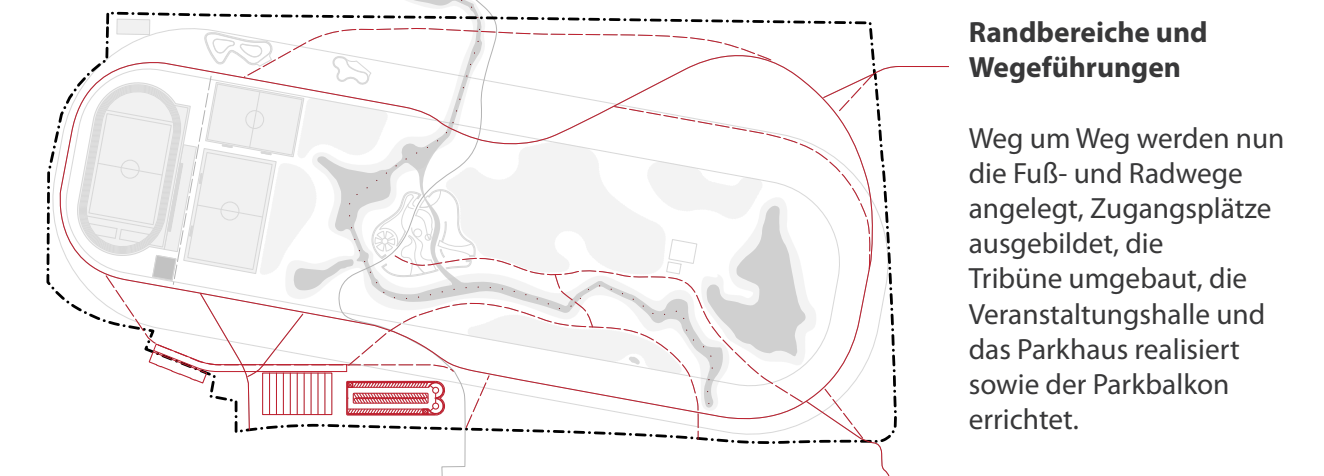 Randbereiche und
Wegeführungen
Weg um Weg werden nun
die Fuß- und Radwege
angelegt, Zugangsplätze
ausgebildet, die
Tribüne umgebaut, die
Veranstaltungshalle und
das Parkhaus realisiert
sowie der Parkbalkon
errichtet.